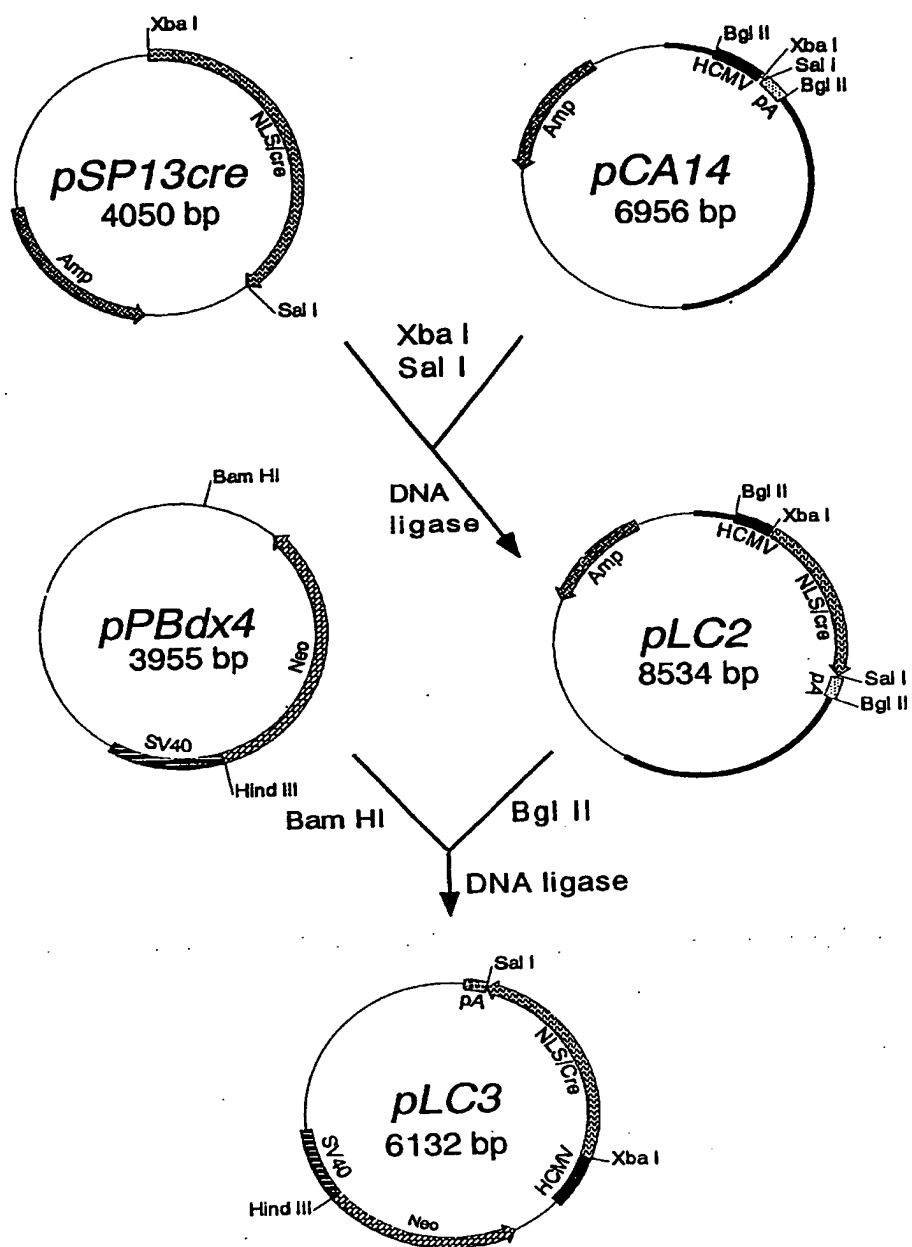 Xba I
NLS/cre
pSP13cre
4050 bp
Amp
Sal I
Bgl II
Xba I
Sal I
Bgl II
HCMV
pA
Amp
pCA14
6956 bp
Xba I
Sal I
DNA
ligase
Bam HI
pPBdx4
3955 bp
Neo
SV40
Hind III
Bgl II
Xba I
HCMV
Amp
NLS/cre
pLC2
8534 bp
Sal I
pA
Bgl II
Bam HI
Bgl II
DNA ligase
Sal I
pA
NLS/Cre
pLC3
6132 bp
SV40
Xba I
HCMV
Hind III
Neo